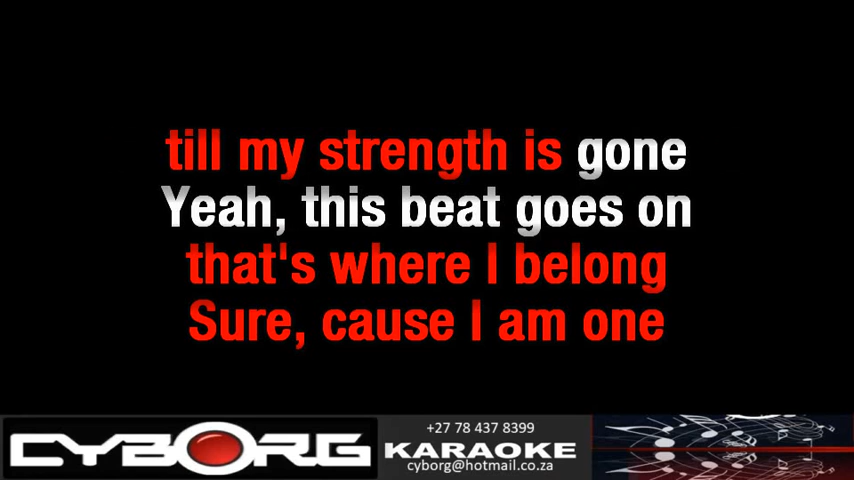 till my strength is gone
Yeah, this beat goes on
that's where I belong
Sure, cause I am one
CYBORG
+27 78 437 8399
KARAOKE
cyborg@hotmail.co.za